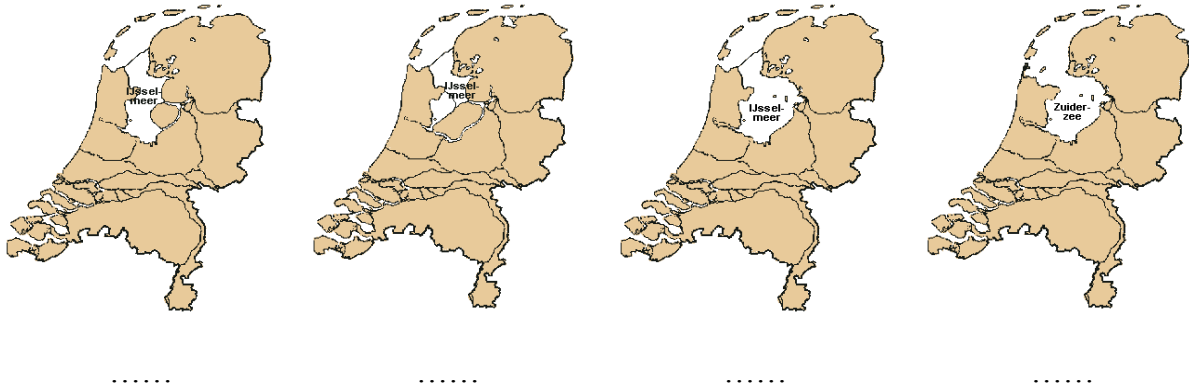 IJssel-
meer
IJssel-
meer
IJssel-
meer
Zuider-
zee
......
......
......
......